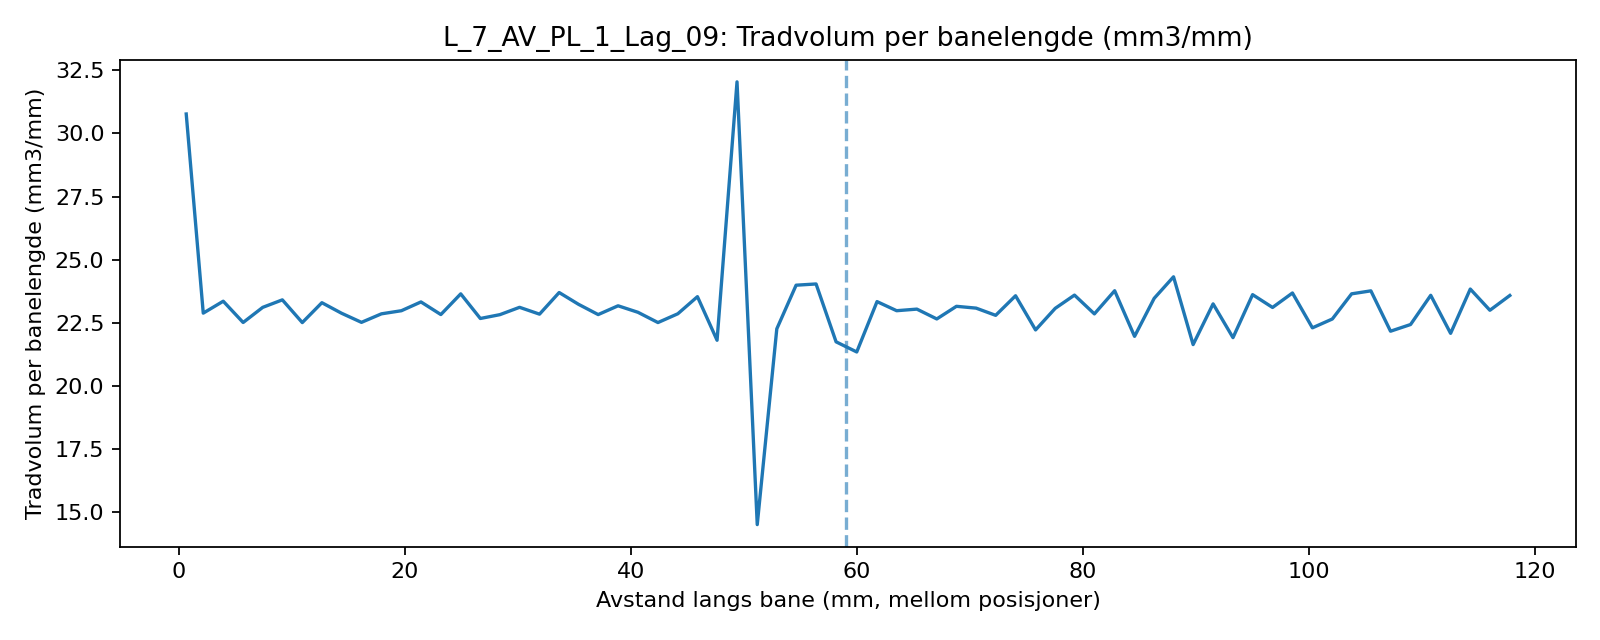 L_7_AV_PL_1_Lag_09: Tradvolum per banelengde (mm3/mm)
Tradvolum per banelengde (mm3/mm)
32.5
30.0
27.5
25.0
22.5
20.0
17.5
15.0
0 20 40 60 80 100 120
Avstand langs bane (mm, mellom posisjoner)